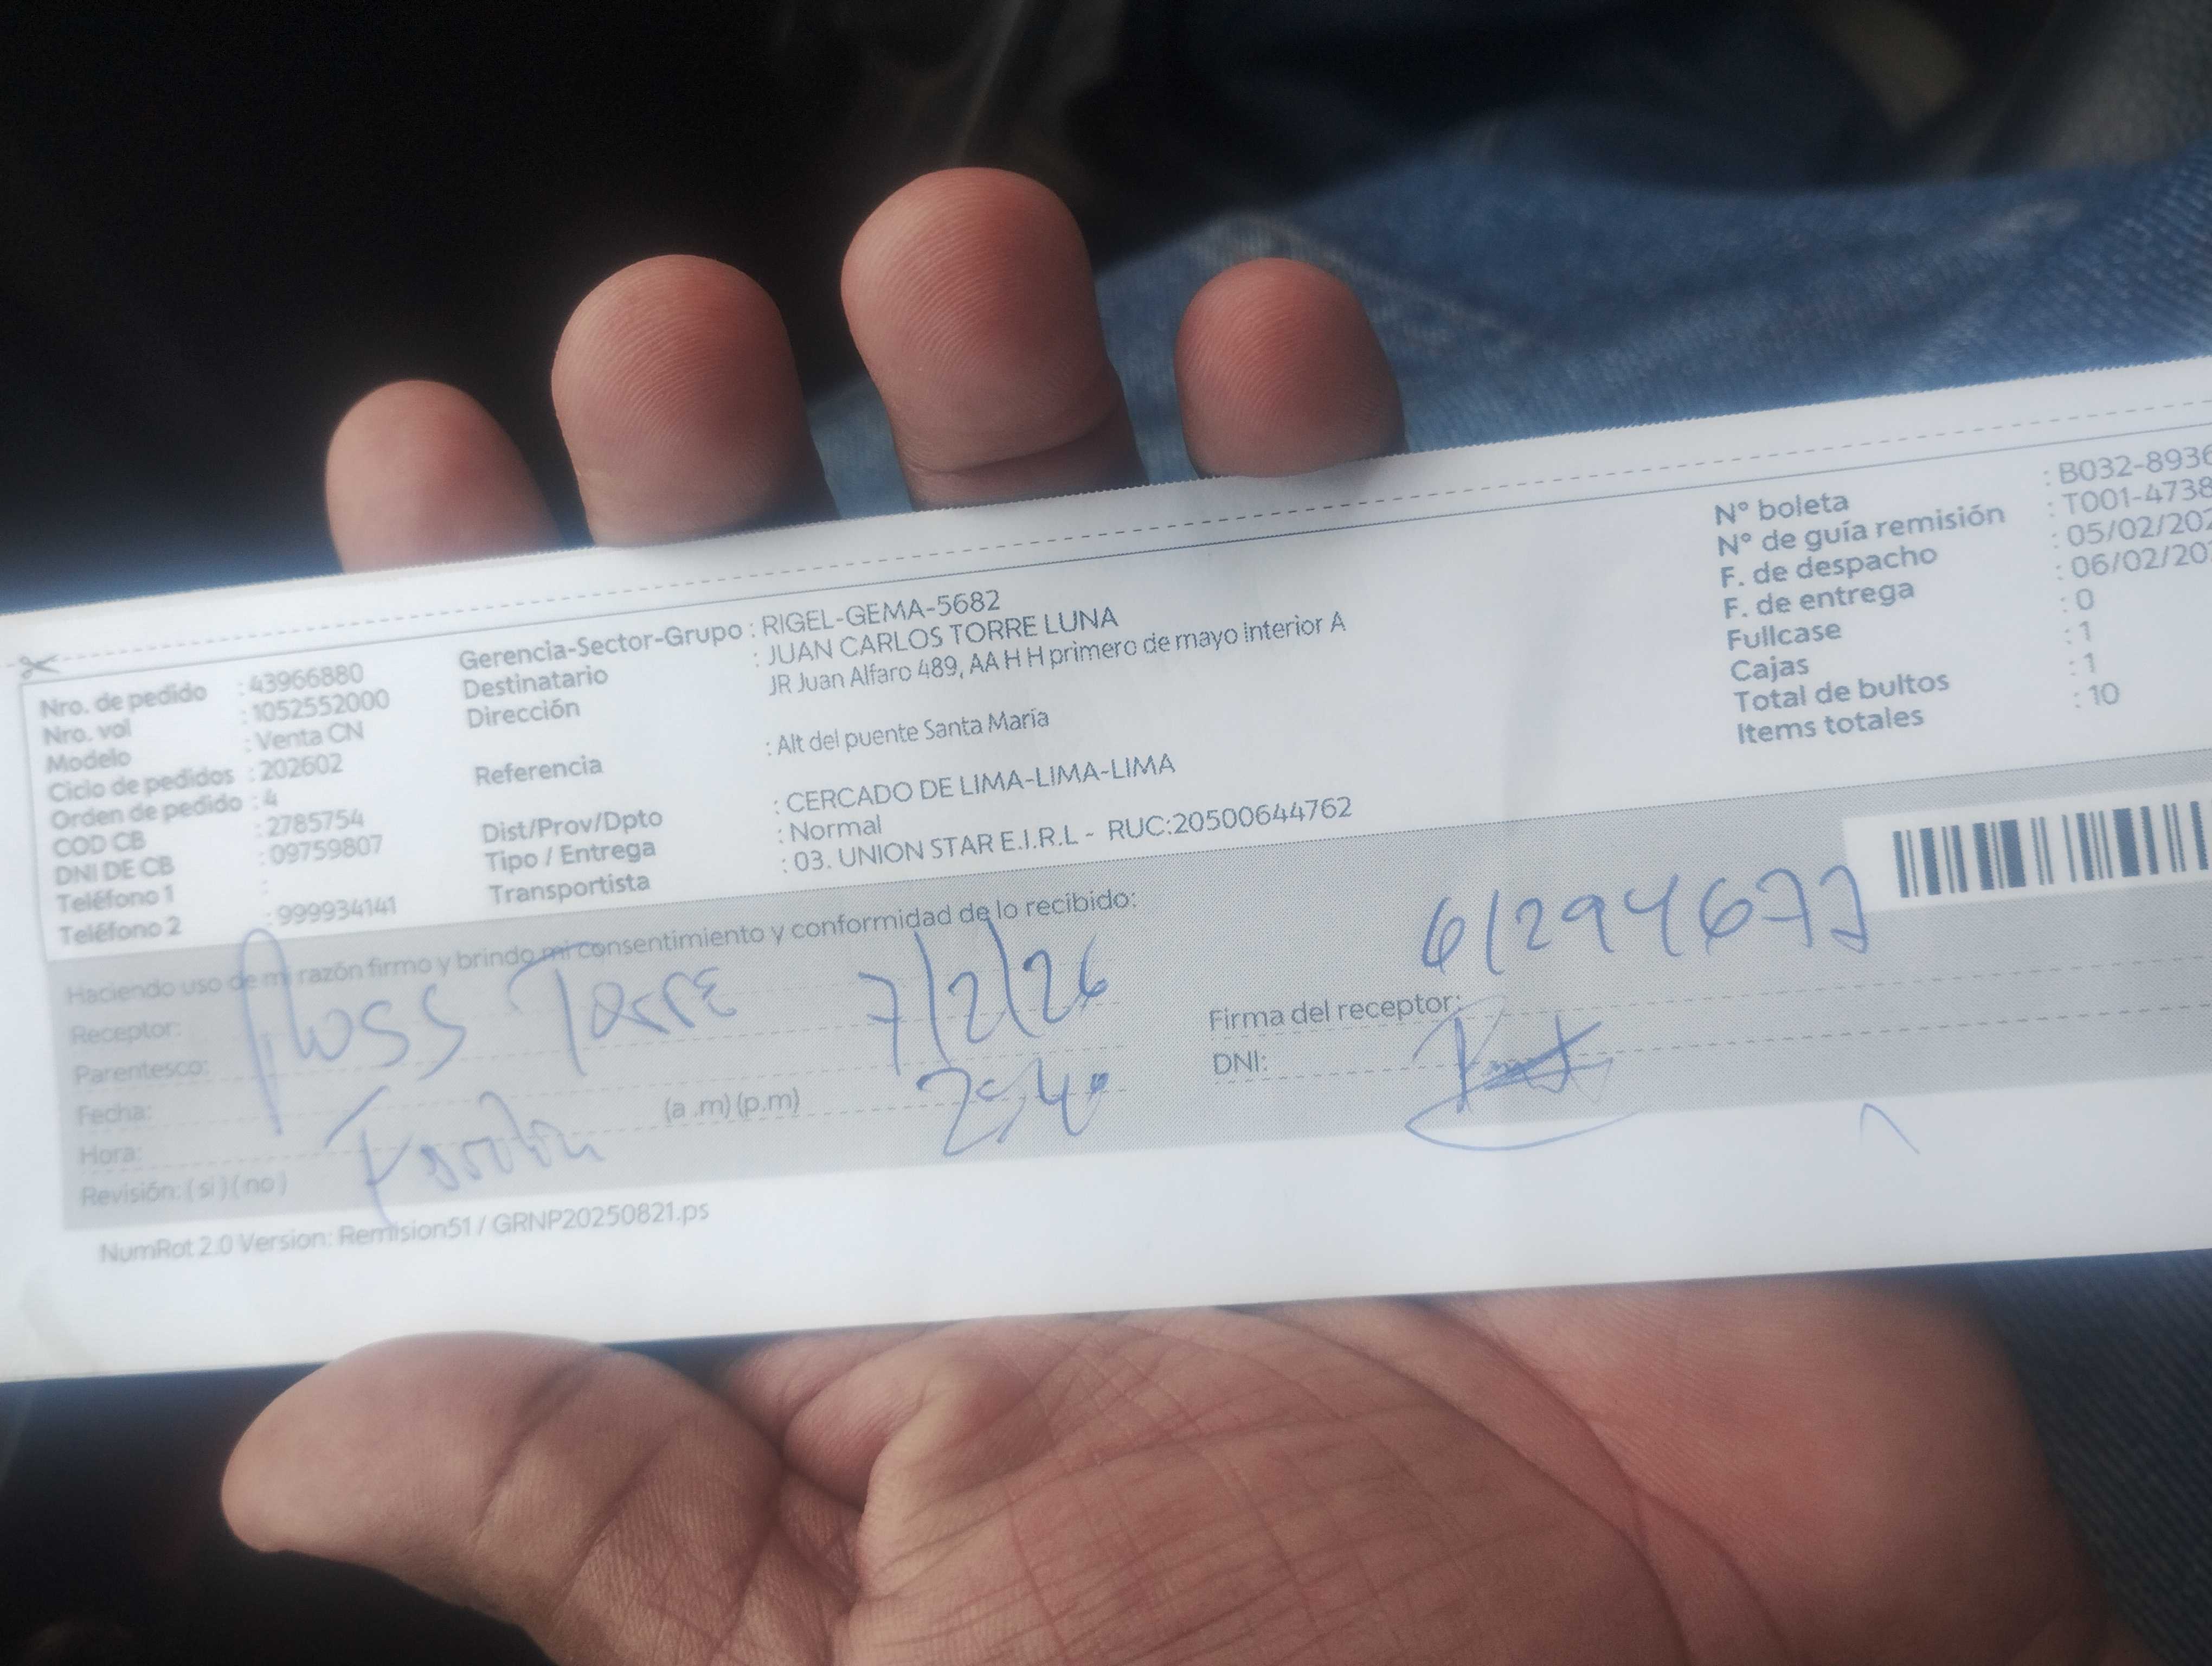 Nro. de pedido : 43966880
Nro. vol : 1052552000
Modelo : Venta CN
Ciclo de pedidos : 202602
Orden de pedido : 4
COD CB : 2785754
DNI DE CB : 09759807
Teléfono 1 :
Teléfono 2 : 999934141
Gerencia-Sector-Grupo : RIGEL-GEMA-5682
Destinatario : JUAN CARLOS TORRE LUNA
Dirección JR Juan Alfaro 489, AA H H primero de mayo interior A
Referencia : Alt del puente Santa María
Dist/Prov/Dpto : CERCADO DE LIMA-LIMA-LIMA
Tipo / Entrega : Normal
Transportista : 03. UNION STAR E.I.R.L - RUC:20500644762
N° boleta : B032-8936
N° de guía remisión : T001-4738
F. de despacho : 05/02/202
F. de entrega : 06/02/20
Fullcase : 0
Cajas : 1
Total de bultos : 1
Items totales : 10
Haciendo uso de mi razón firmo y brindo mi consentimiento y conformidad de lo recibido:
Receptor:
Parentesco:
Fecha:
Hora: (a .m) (p.m)
Revisión: ( si ) ( no )
Torre
7/2/26
61294677
Firma del receptor:
DNI:
NumRot 2.0 Version: Remision51 / GRNP20250821.ps